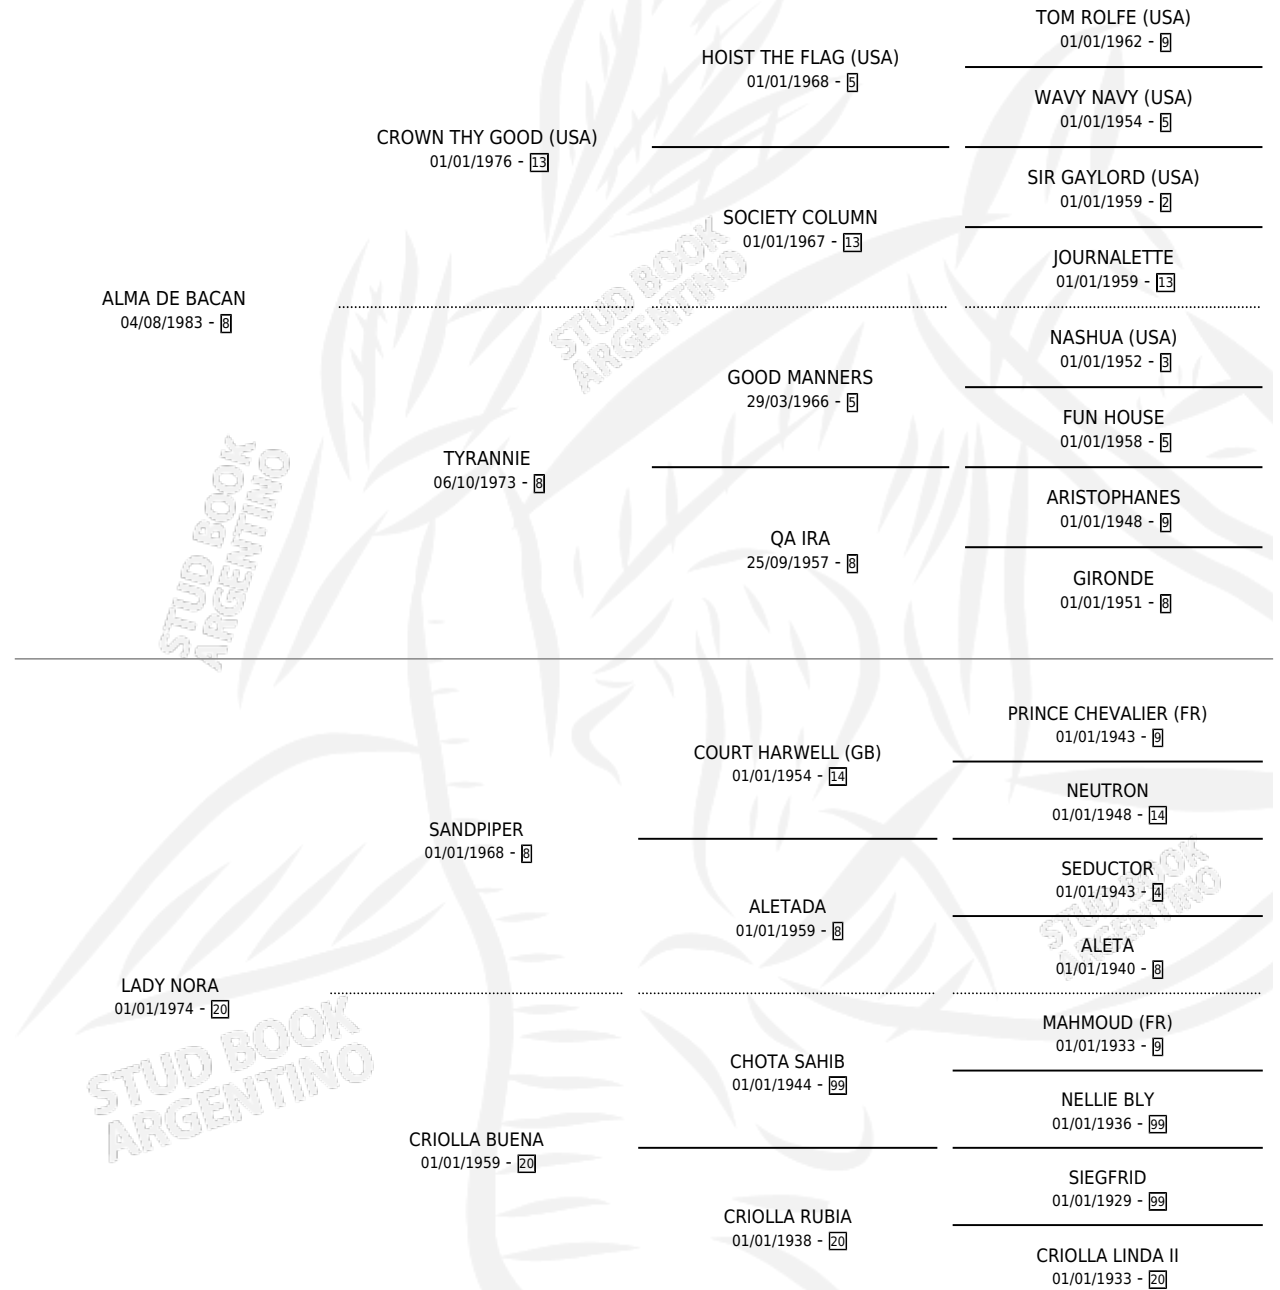 TOM ROLFE (USA)
01/01/1962 - 9
HOIST THE FLAG (USA)
01/01/1968 - 5
WAVY NAVY (USA)
01/01/1954 - 5
CROWN THY GOOD (USA)
01/01/1976 - 13
SIR GAYLORD (USA)
01/01/1959 - 2
SOCIETY COLUMN
01/01/1967 - 13
JOURNALETTE
01/01/1959 - 13
ALMA DE BACAN
04/08/1983 - 8
NASHUA (USA)
01/01/1952 - 3
GOOD MANNERS
29/03/1966 - 5
FUN HOUSE
01/01/1958 - 5
TYRANNIE
06/10/1973 - 8
ARISTOPHANES
01/01/1948 - 9
QA IRA
25/09/1957 - 8
GIRONDE
01/01/1951 - 8
STUD BOOK
ARGENTINO
STUD BOOK
ARGENTINO
PRINCE CHEVALIER (FR)
01/01/1943 - 9
COURT HARWELL (GB)
01/01/1954 - 14
NEUTRON
01/01/1948 - 14
SANDPIPER
01/01/1968 - 8
SEDUCTOR
01/01/1943 - 4
ALETADA
01/01/1959 - 8
ALETA
01/01/1940 - 8
LADY NORA
01/01/1974 - 20
MAHMOUD (FR)
01/01/1933 - 9
CHOTA SAHIB
01/01/1944 - 99
NELLIE BLY
01/01/1936 - 99
CRIOLLA BUENA
01/01/1959 - 20
SIEGFRID
01/01/1929 - 99
CRIOLLA RUBIA
01/01/1938 - 20
CRIOLLA LINDA II
01/01/1933 - 20
STUD BOOK
ARGENTINO
STUD BOOK
ARGENTINO